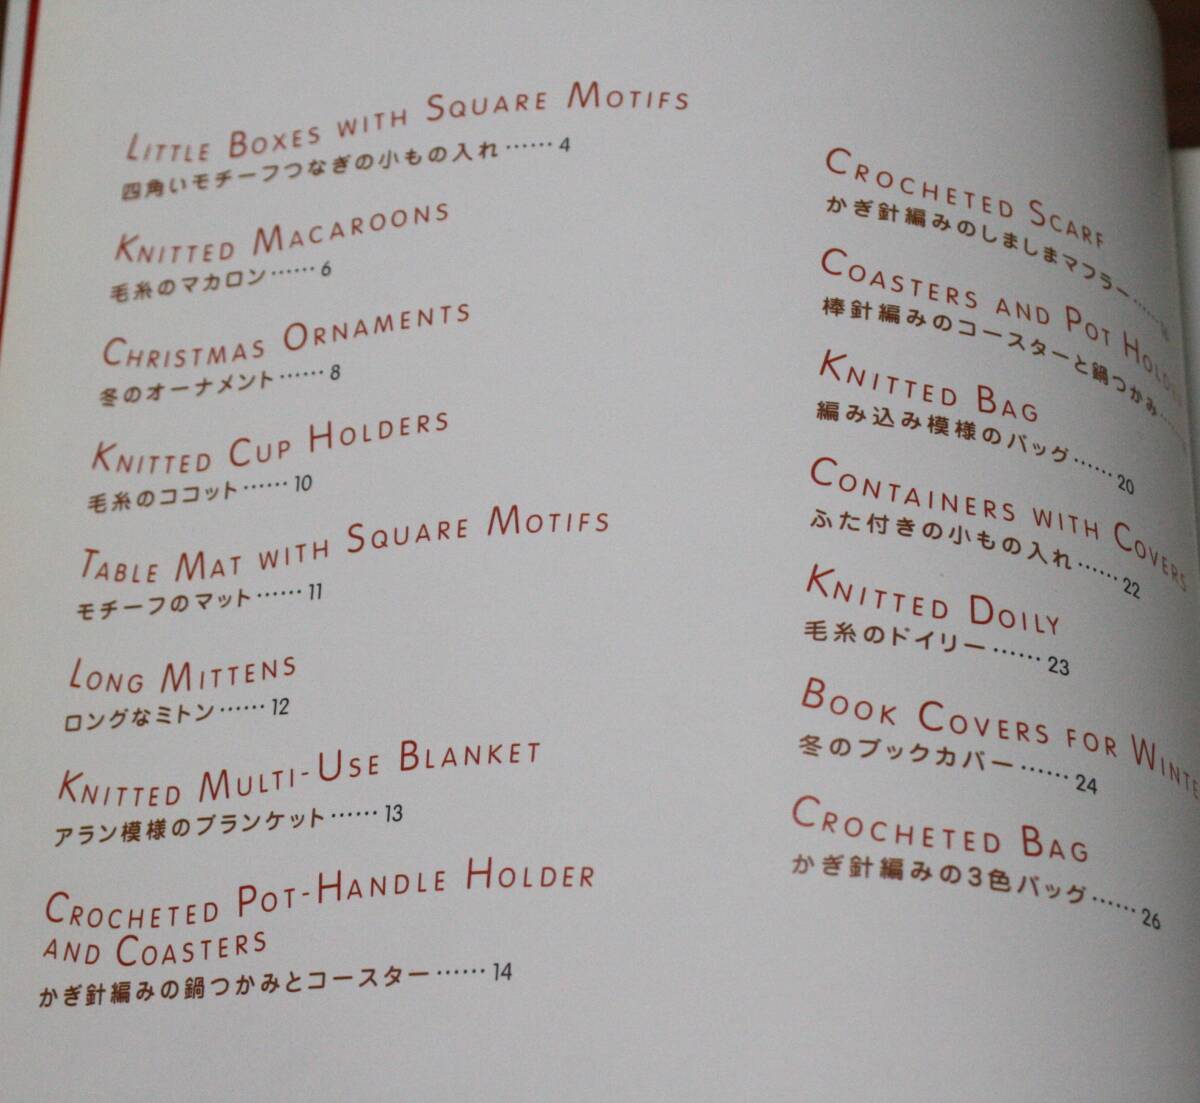 LITTLE BOXES WITH SQUARE MOTIFS
四角いモチーフつなぎの小もの入れ……4
KNITTED MACAROONS
毛糸のマカロン……6
CHRISTMAS ORNAMENTS
冬のオーナメント……8
KNITTED CUP HOLDERS
毛糸のココット……10
TABLE MAT WITH SQUARE MOTIFS
モチーフのマット……11
LONG MITTENS
ロングなミトン……12
KNITTED MULTI-USE BLANKET
アラン模様のブランケット……13
CROCHETED POT-HANDLE HOLDER
AND COASTERS
かぎ針編みの鍋つかみとコースター……14
CROCHETED SCARF
かぎ針編みのしましまマフラー……
COASTERS AND POT
棒針編みのコースターと鍋つかみ……
KNITTED BAG
編み込み模様のバッグ……20
CONTAINERS WITH COVERS
ふた付きの小もの入れ……22
KNITTED DOILY
毛糸のドイリー……23
BOOK COVERS FOR WINTE
冬のブックカバー……24
CROCHETED BAG
かぎ針編みの3色バッグ……26